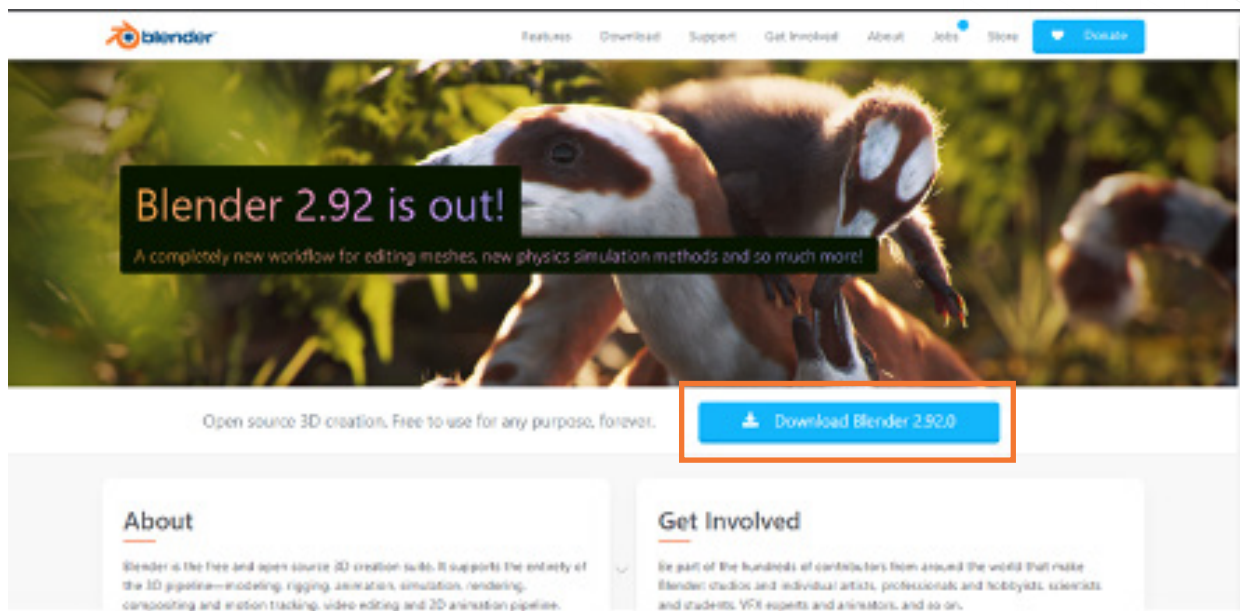 blender
Features Download Support Get Involved About Jobs Store Donate
Blender 2.92 is out!
A completely new workflow for editing meshes, new physics simulation methods and so much more!
Open source 3D creation. Free to use for any purpose, forever.
Download Blender 2.92.0
About
Blender is the free and open source 3D creation suite. It supports the entirety of
the 3D pipeline—modeling, rigging, animation, simulation, rendering,
compositing and motion tracking, video editing and 2D animation pipeline.
Get Involved
Be part of the hundreds of contributors from around the world that make
Blender: studios and individual artists, professionals and hobbyists, scientists
and students, VFX experts and animators, and so on.